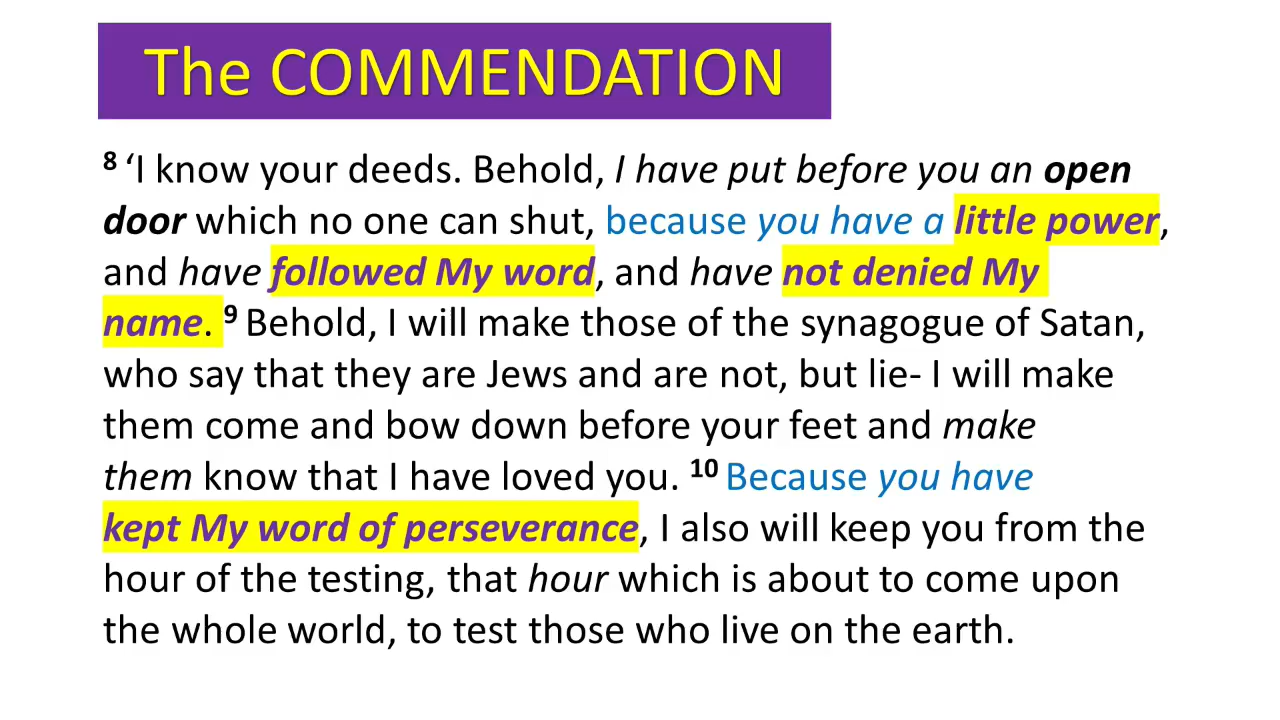 The COMMENDATION
8 ‘I know your deeds. Behold, I have put before you an open
door which no one can shut, because you have a little power,
and have followed My word, and have not denied My
name. 9 Behold, I will make those of the synagogue of Satan,
who say that they are Jews and are not, but lie- I will make
them come and bow down before your feet and make
them know that I have loved you. 10 Because you have
kept My word of perseverance, I also will keep you from the
hour of the testing, that hour which is about to come upon
the whole world, to test those who live on the earth.